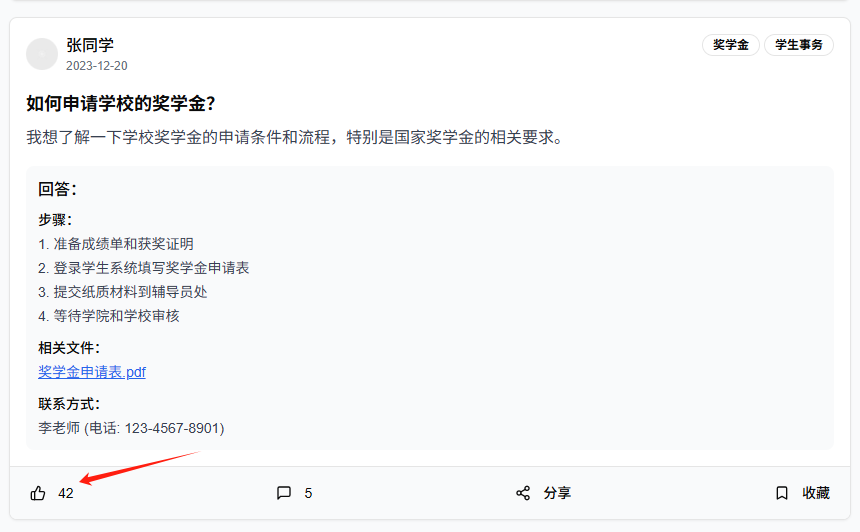 张同学
2023-12-20
奖学金
学生事务
如何申请学校的奖学金?
我想了解一下学校奖学金的申请条件和流程，特别是国家奖学金的相关要求。
回答：
步骤：
1. 准备成绩单和获奖证明
2. 登录学生系统填写奖学金申请表
3. 提交纸质材料到辅导员处
4. 等待学院和学校审核
相关文件：
奖学金申请表.pdf
联系方式：
李老师 (电话: 123-4567-8901)
42
5
分享
收藏